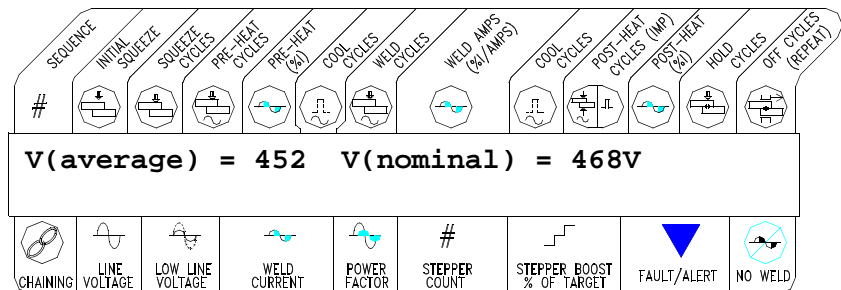 SEQUENCE
INITIAL
SQUEEZE
SQUEEZE
CYCLES
PRE-HEAT
CYCLES
PRE-HEAT
(%)
COOL
CYCLES
WELD
CYCLES
WELD AMPS
(%/AMPS)
COOL
CYCLES
POST-HEAT
CYCLES (IMP)
POST-HEAT
(%)
HOLD
CYCLES
OFF CYCLES
(REPEAT)
#
V(average) = 452 V(nominal) = 468V
#
CHAINING
LINE
VOLTAGE
LOW LINE
VOLTAGE
WELD
CURRENT
POWER
FACTOR
STEPPER
COUNT
STEPPER BOOST
% OF TARGET
FAULT/ALERT
NO WELD